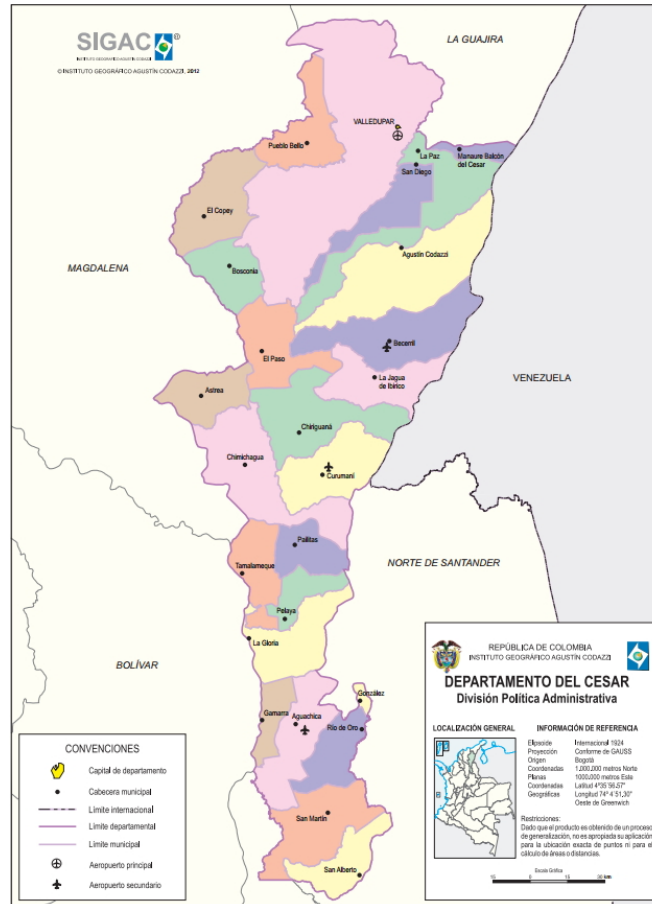 SIGAC
INSTITUTO GEOGRÁFICO AGUSTÍN CODAZZI
© INSTITUTO GEOGRÁFICO AGUSTÍN CODAZZI, 2012
LA GUAJIRA
VALLEDUPAR
Pueblo Bello
La Paz
Manaure Balcón
del Cesar
San Diego
El Copey
Agustín Codazzi
MAGDALENA
Bosconia
Becerril
El Paso
VENEZUELA
La Jagua
de Ibirico
Astrea
Chiriguaná
Chimichagua
Curumaní
Pailitas
NORTE DE SANTANDER
Tamalameque
Pelaya
La Gloria
BOLÍVAR
González
Gamarra
Aguachica
Río de Oro
San Martín
San Alberto
CONVENCIONES
Capital de departamento
Cabecera municipal
Límite internacional
Límite departamental
Límite municipal
Aeropuerto principal
Aeropuerto secundario
REPÚBLICA DE COLOMBIA
INSTITUTO GEOGRÁFICO AGUSTÍN CODAZZI
DEPARTAMENTO DEL CESAR
División Política Administrativa
LOCALIZACIÓN GENERAL
INFORMACIÓN DE REFERENCIA
Elipsoide Internacional 1924
Proyección Conforme de GAUSS
Origen Bogotá
Coordenadas 1,000,000 metros Norte
Planas 1000,000 metros Este
Coordenadas Latitud 4°35´56,57"
Geográficas Longitud 74° 4´51,30"
Oeste de Greenwich
Restricciones:
Dado que el producto es obtenido de un proceso
de generalización, no es apropiada su aplicación
para la ubicación exacta de puntos ni para el
cálculo de áreas o distancias.
Escala Gráfica
15 0 15 30 km